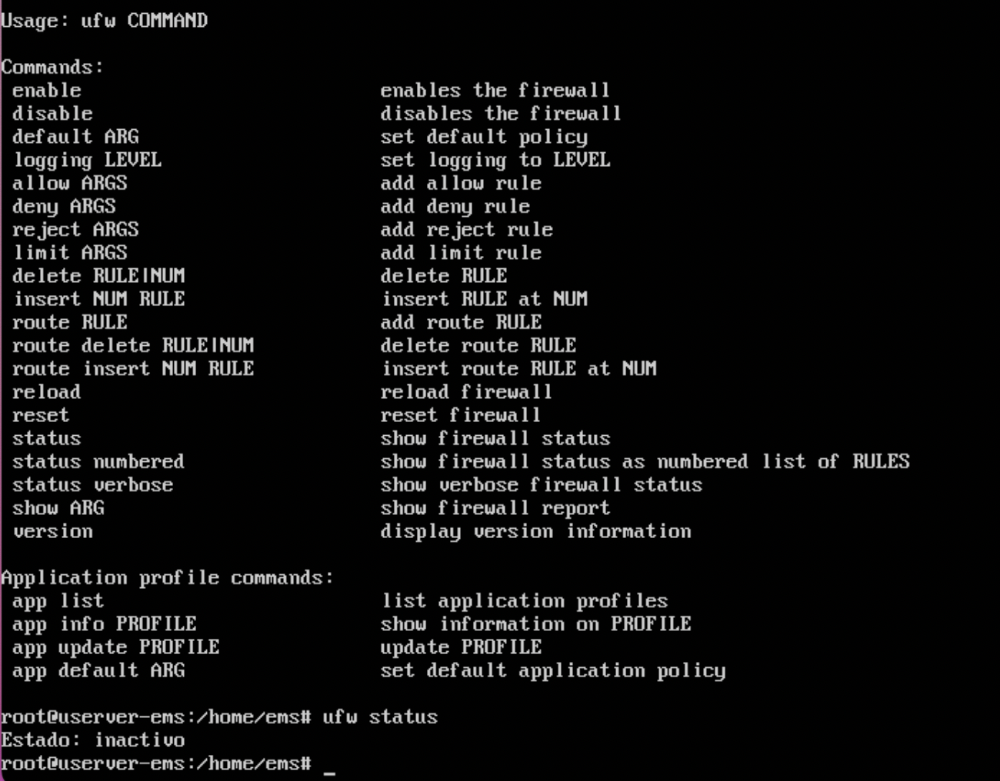 Usage: ufw COMMAND
Commands:
enable enables the firewall
disable disables the firewall
default ARG set default policy
logging LEVEL set logging to LEVEL
allow ARGS add allow rule
deny ARGS add deny rule
reject ARGS add reject rule
limit ARGS add limit rule
delete RULE|NUM delete RULE
insert NUM RULE insert RULE at NUM
route RULE add route RULE
route delete RULE|NUM delete route RULE
route insert NUM RULE insert route RULE at NUM
reload reload firewall
reset reset firewall
status show firewall status
status numbered show firewall status as numbered list of RULES
status verbose show verbose firewall status
show ARG show firewall report
version display version information
Application profile commands:
app list list application profiles
app info PROFILE show information on PROFILE
app update PROFILE update PROFILE
app default ARG set default application policy
root@userver-ems:/home/ems# ufw status
Estado: inactivo
root@userver-ems:/home/ems# _